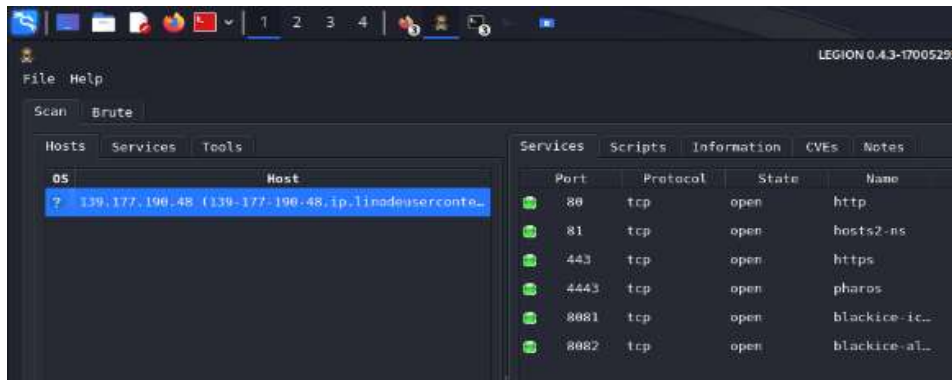 1 2 3 4 3 3
LEGION 0.4.3-1700529
File Help
Scan Brute
Hosts Services Tools
Services Scripts Information CVEs Notes
OS Host
Port Protocol State Name
? 139.177.190.48 (139-177-190-48.ip.linodeuserconte…
80 tcp open http
81 tcp open hosts2-ns
443 tcp open https
4443 tcp open pharos
8081 tcp open blackice-ic…
8082 tcp open blackice-al…